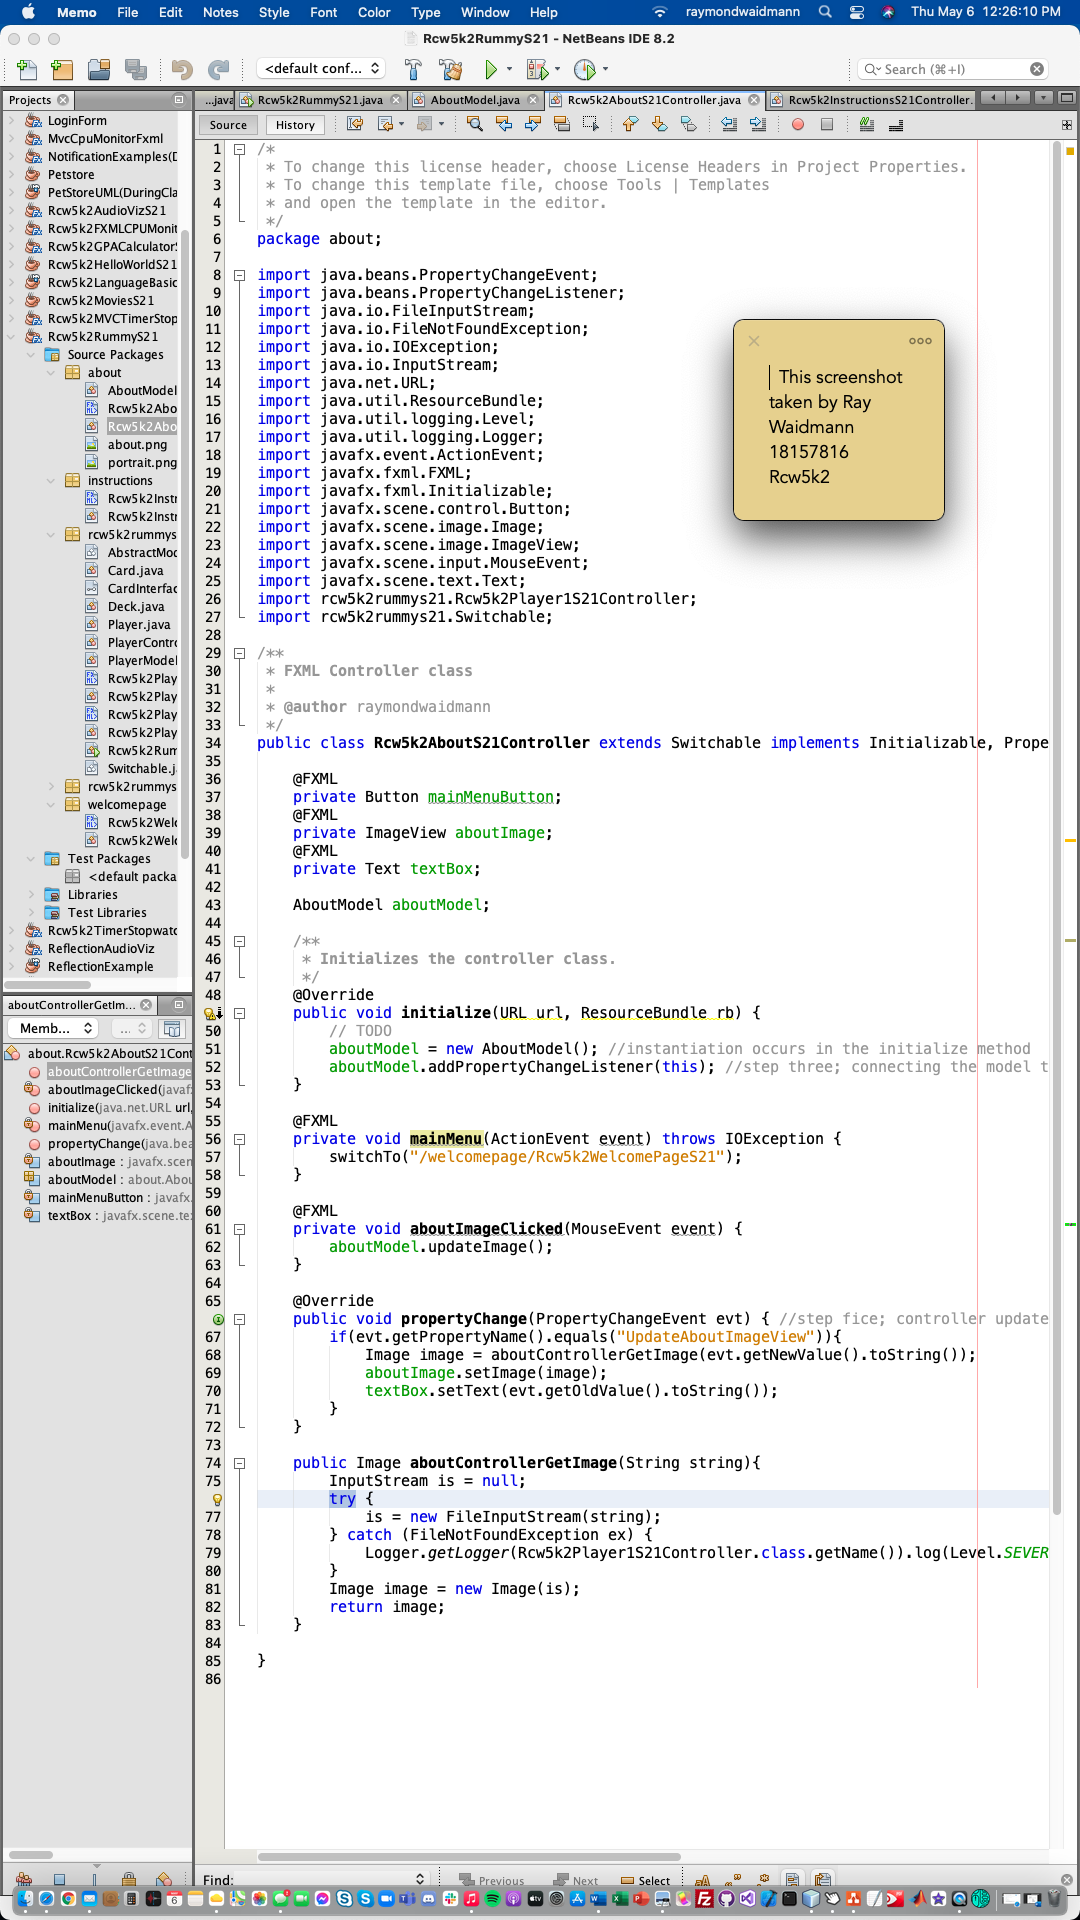 Memo File Edit Notes Style Font Color Type Window Help raymondwaidmann Thu May 6 12:26:10 PM
Rcw5k2RummyS21 - NetBeans IDE 8.2
<default conf... Search (⌘+I)
Projects ...java Rcw5k2RummyS21.java AboutModel.java Rcw5k2AboutS21Controller.java Rcw5k2InstructionsS21Controller.
Source History
LoginForm
MvcCpuMonitorFxml
NotificationExamples(D
Petstore
PetStoreUML(DuringCla
Rcw5k2AudioVizS21
Rcw5k2FXMLCPUMonit
Rcw5k2GPACalculatorS
Rcw5k2HelloWorldS21
Rcw5k2LanguageBasic
Rcw5k2MoviesS21
Rcw5k2MVCTimerStop
Rcw5k2RummyS21
Source Packages
about
AboutModel
Rcw5k2Abo
Rcw5k2Abo
about.png
portrait.png
instructions
Rcw5k2Instr
Rcw5k2Instr
rcw5k2rummys
AbstractMod
Card.java
CardInterfac
Deck.java
Player.java
PlayerContro
PlayerModel
Rcw5k2Play
Rcw5k2Play
Rcw5k2Play
Rcw5k2Play
Rcw5k2Rum
Switchable.j
rcw5k2rummys
welcomepage
Rcw5k2Welc
Rcw5k2Welc
Test Packages
<default packa
Libraries
Test Libraries
Rcw5k2TimerStopwatc
ReflectionAudioViz
ReflectionExample
aboutControllerGetIm...
Memb... ...
about.Rcw5k2AboutS21Cont
aboutControllerGetImage
aboutImageClicked(javaf
initialize(java.net.URL url,
mainMenu(javafx.event.A
propertyChange(java.bea
aboutImage : javafx.scen
aboutModel : about.Abou
mainMenuButton : javafx.
textBox : javafx.scene.te
1 /*
2 * To change this license header, choose License Headers in Project Properties.
3 * To change this template file, choose Tools | Templates
4 * and open the template in the editor.
5 */
6 package about;
7
8 import java.beans.PropertyChangeEvent;
9 import java.beans.PropertyChangeListener;
10 import java.io.FileInputStream;
11 import java.io.FileNotFoundException;
12 import java.io.IOException;
13 import java.io.InputStream;
14 import java.net.URL;
15 import java.util.ResourceBundle;
16 import java.util.logging.Level;
17 import java.util.logging.Logger;
18 import javafx.event.ActionEvent;
19 import javafx.fxml.FXML;
20 import javafx.fxml.Initializable;
21 import javafx.scene.control.Button;
22 import javafx.scene.image.Image;
23 import javafx.scene.image.ImageView;
24 import javafx.scene.input.MouseEvent;
25 import javafx.scene.text.Text;
26 import rcw5k2rummys21.Rcw5k2Player1S21Controller;
27 import rcw5k2rummys21.Switchable;
28
29 /**
30 * FXML Controller class
31 *
32 * @author raymondwaidmann
33 */
34 public class Rcw5k2AboutS21Controller extends Switchable implements Initializable, Prope
35
36 @FXML
37 private Button mainMenuButton;
38 @FXML
39 private ImageView aboutImage;
40 @FXML
41 private Text textBox;
42
43 AboutModel aboutModel;
44
45 /**
46 * Initializes the controller class.
47 */
48 @Override
public void initialize(URL url, ResourceBundle rb) {
50 // TODO
51 aboutModel = new AboutModel(); //instantiation occurs in the initialize method
52 aboutModel.addPropertyChangeListener(this); //step three; connecting the model t
53 }
54
55 @FXML
56 private void mainMenu(ActionEvent event) throws IOException {
57 switchTo("/welcomepage/Rcw5k2WelcomePageS21");
58 }
59
60 @FXML
61 private void aboutImageClicked(MouseEvent event) {
62 aboutModel.updateImage();
63 }
64
65 @Override
public void propertyChange(PropertyChangeEvent evt) { //step fice; controller update
67 if(evt.getPropertyName().equals("UpdateAboutImageView")){
68 Image image = aboutControllerGetImage(evt.getNewValue().toString());
69 aboutImage.setImage(image);
70 textBox.setText(evt.getOldValue().toString());
71 }
72 }
73
74 public Image aboutControllerGetImage(String string){
75 InputStream is = null;
try {
77 is = new FileInputStream(string);
78 } catch (FileNotFoundException ex) {
79 Logger.getLogger(Rcw5k2Player1S21Controller.class.getName()).log(Level.SEVER
80 }
81 Image image = new Image(is);
82 return image;
83 }
84
85 }
86
This screenshot
taken by Ray
Waidmann
18157816
Rcw5k2
Find: Previous Next Select